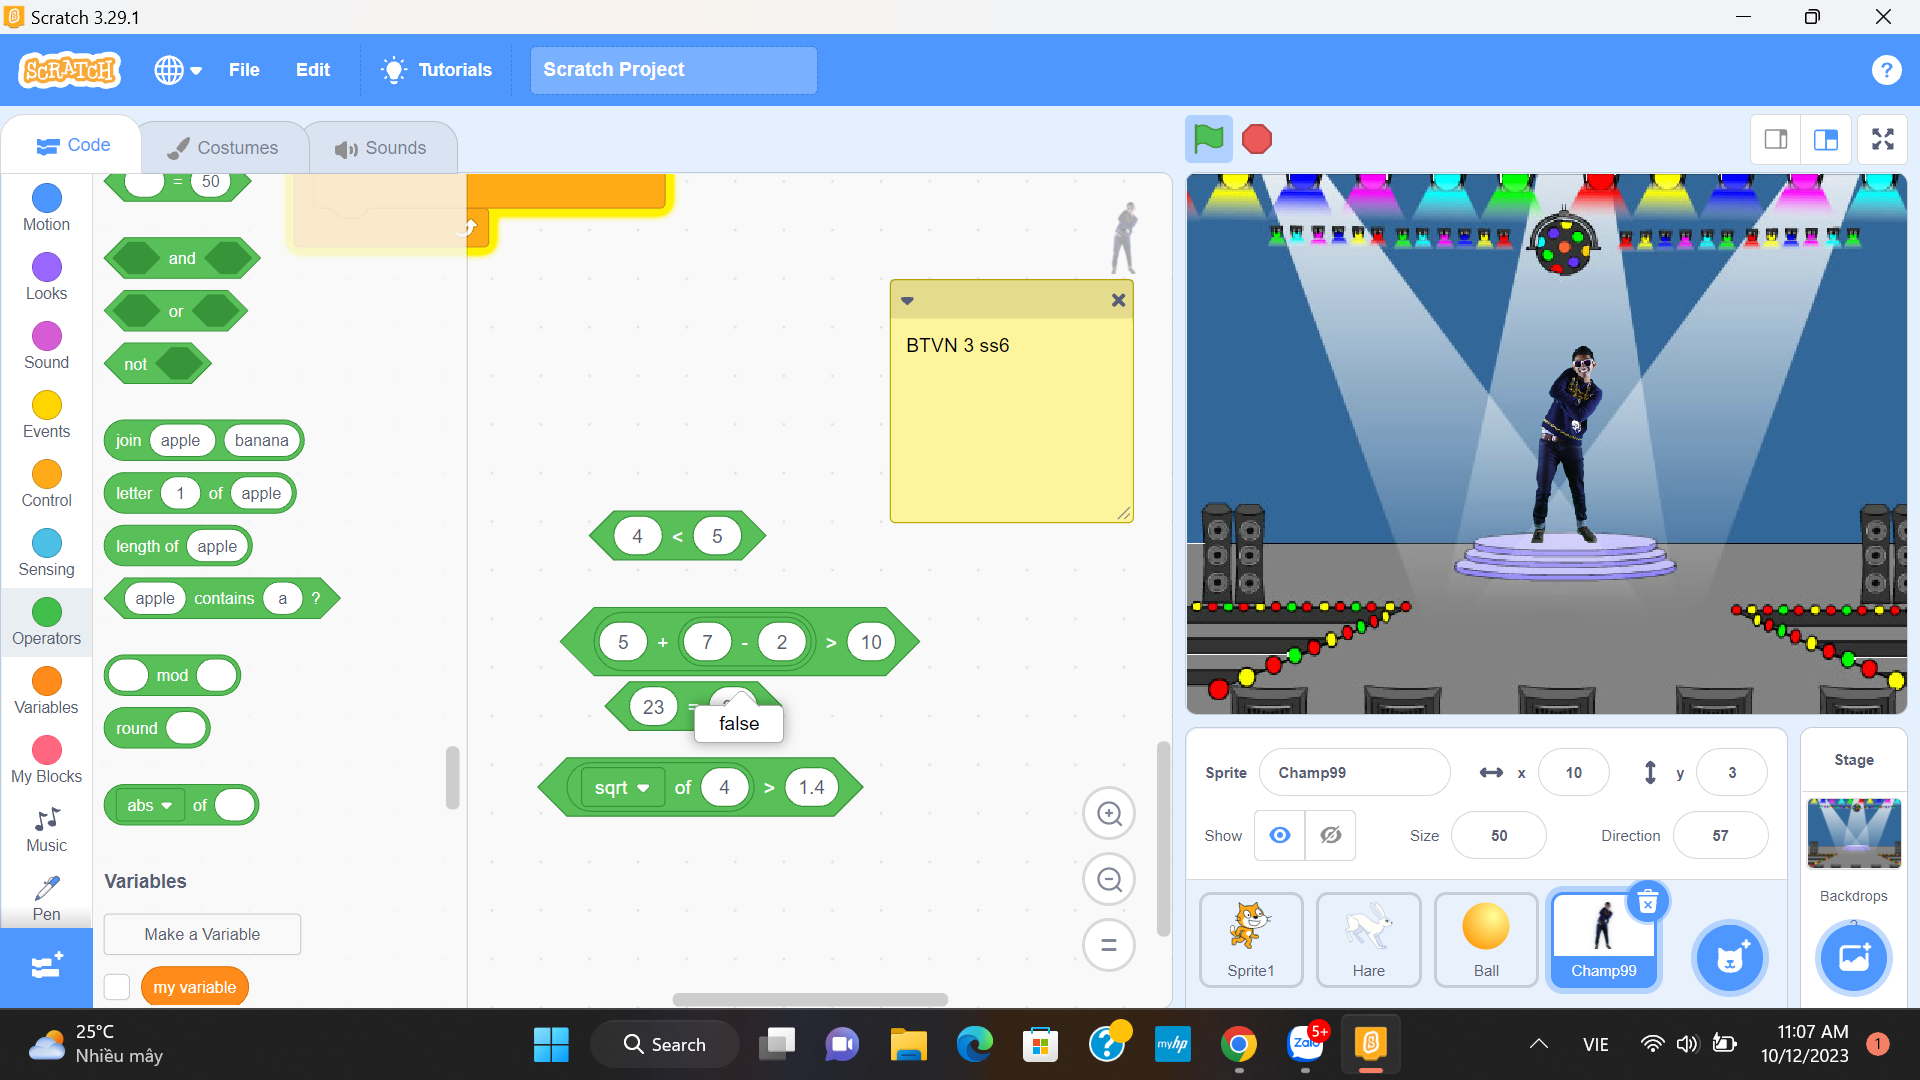 Scratch 3.29.1
SCRATCH
File
Edit
Tutorials
Scratch Project
?
Code
Costumes
Sounds
Motion
Looks
Sound
Events
Control
Sensing
Operators
Variables
My Blocks
Music
Pen
= 50
and
or
not
join apple banana
letter 1 of apple
length of apple
apple contains a ?
mod
round
abs of
Variables
Make a Variable
my variable
BTVN 3 ss6
4 < 5
5 + 7 - 2 > 10
23 =
false
sqrt of 4 > 1.4
Sprite Champ99 x 10 y 3
Show Size 50 Direction 57
Sprite1
Hare
Ball
Champ99
Stage
Backdrops
25°C
Nhiều mây
Search
myhp
Zalo
5+
VIE
11:07 AM
10/12/2023
1